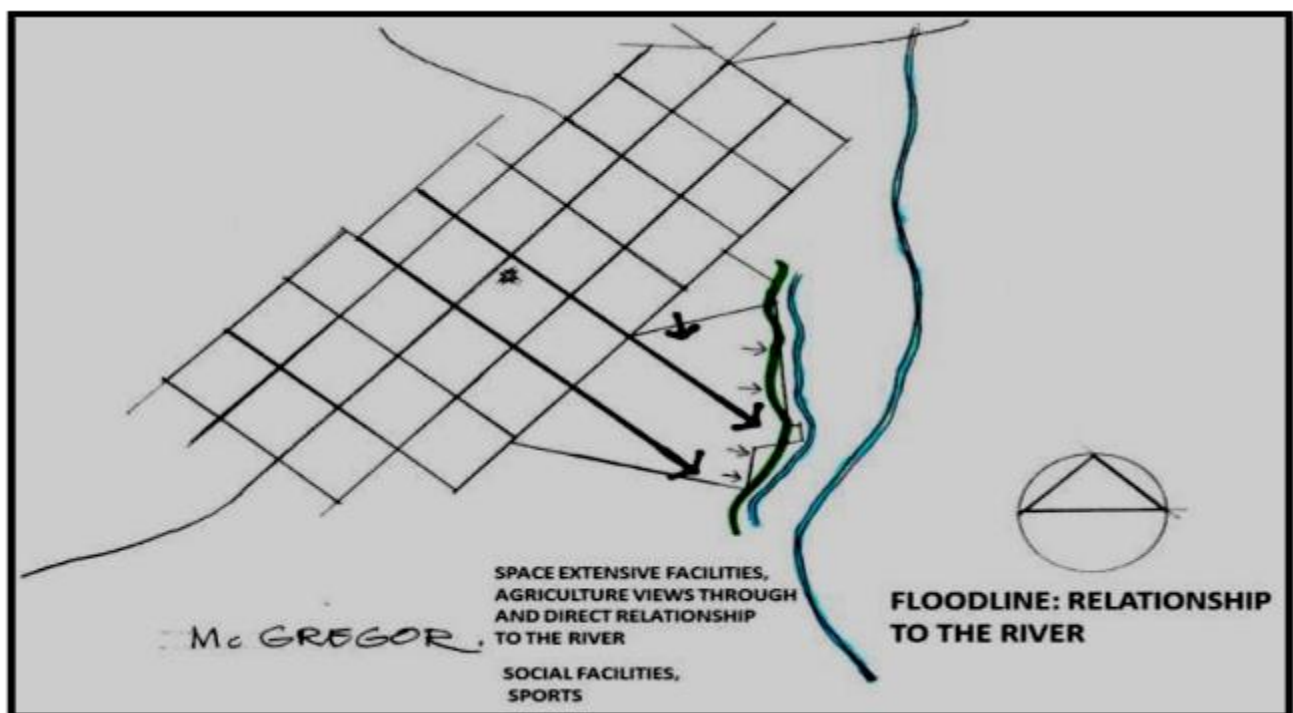 SPACE EXTENSIVE FACILITIES,
AGRICULTURE VIEWS THROUGH
AND DIRECT RELATIONSHIP
TO THE RIVER
SOCIAL FACILITIES,
SPORTS
Mc GREGOR.
FLOODLINE: RELATIONSHIP
TO THE RIVER